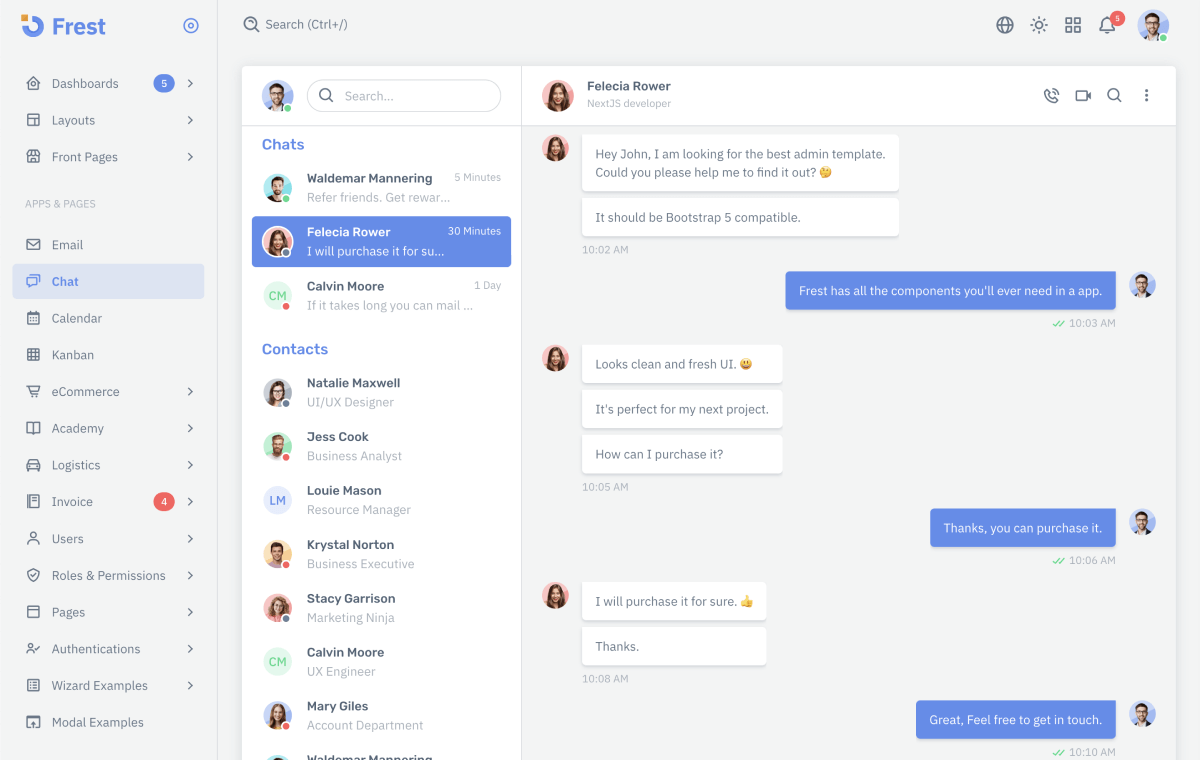 Frest
Search (Ctrl+/)
5
Dashboards
5
Layouts
Front Pages
APPS & PAGES
Email
Chat
Calendar
Kanban
eCommerce
Academy
Logistics
Invoice
4
Users
Roles & Permissions
Pages
Authentications
Wizard Examples
Modal Examples
Search...
Chats
Waldemar Mannering
5 Minutes
Refer friends. Get rewar...
Felecia Rower
30 Minutes
I will purchase it for su...
CM
Calvin Moore
1 Day
If it takes long you can mail ...
Contacts
Natalie Maxwell
UI/UX Designer
Jess Cook
Business Analyst
LM
Louie Mason
Resource Manager
Krystal Norton
Business Executive
Stacy Garrison
Marketing Ninja
CM
Calvin Moore
UX Engineer
Mary Giles
Account Department
Waldemar Mannering
Felecia Rower
NextJS developer
Hey John, I am looking for the best admin template.
Could you please help me to find it out? 🤔
It should be Bootstrap 5 compatible.
10:02 AM
Frest has all the components you'll ever need in a app.
10:03 AM
Looks clean and fresh UI. 😃
It's perfect for my next project.
How can I purchase it?
10:05 AM
Thanks, you can purchase it.
10:06 AM
I will purchase it for sure. 👍
Thanks.
10:08 AM
Great, Feel free to get in touch.
10:10 AM